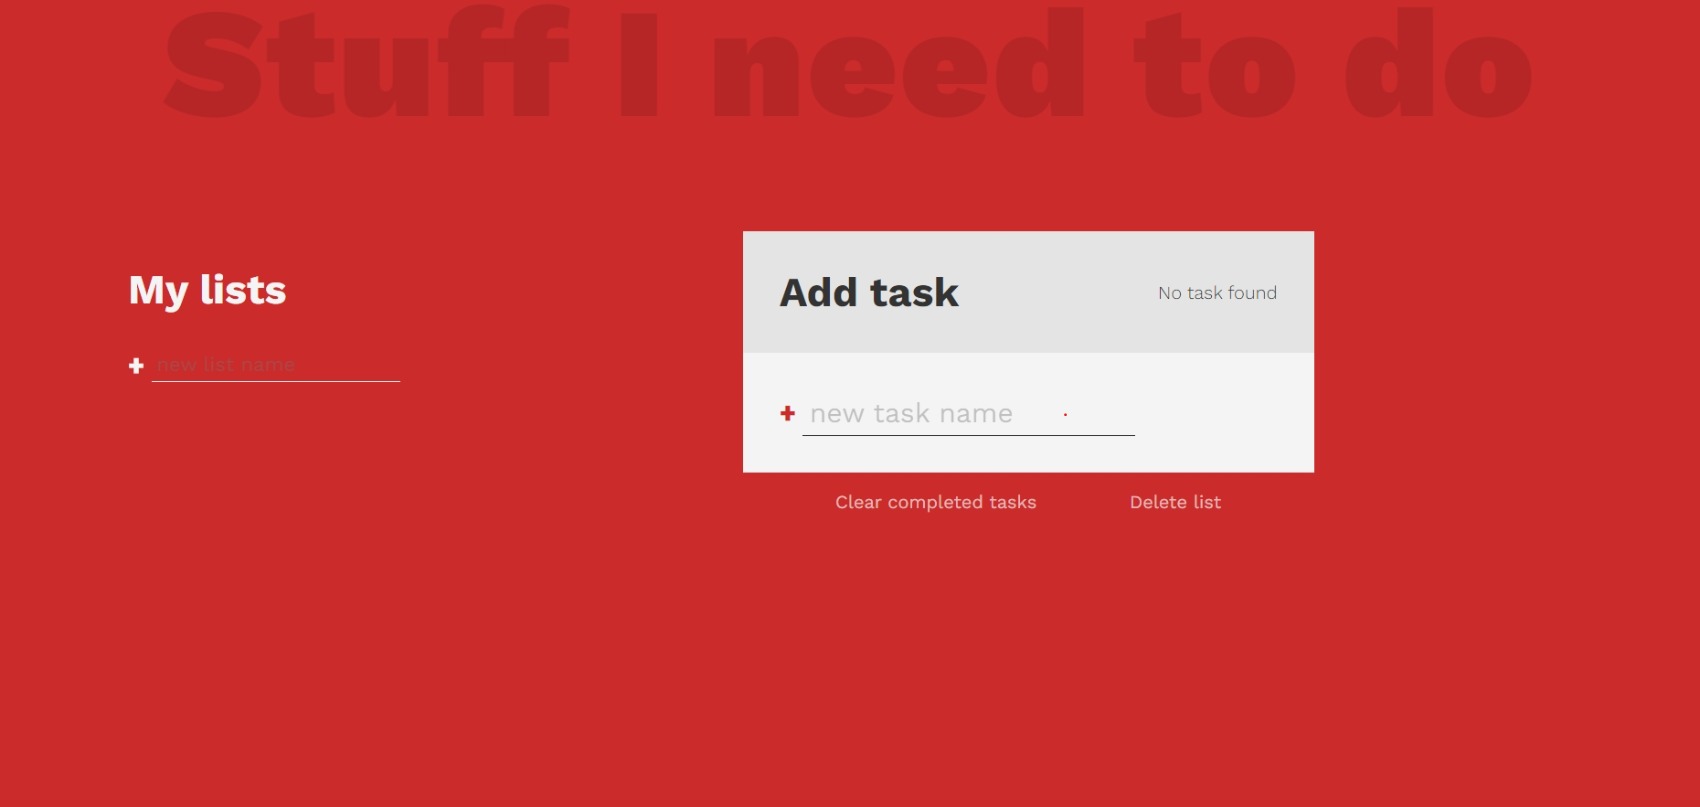 Stuff I need to do
My lists
+ new list name
Add task
No task found
+ new task name
Clear completed tasks
Delete list